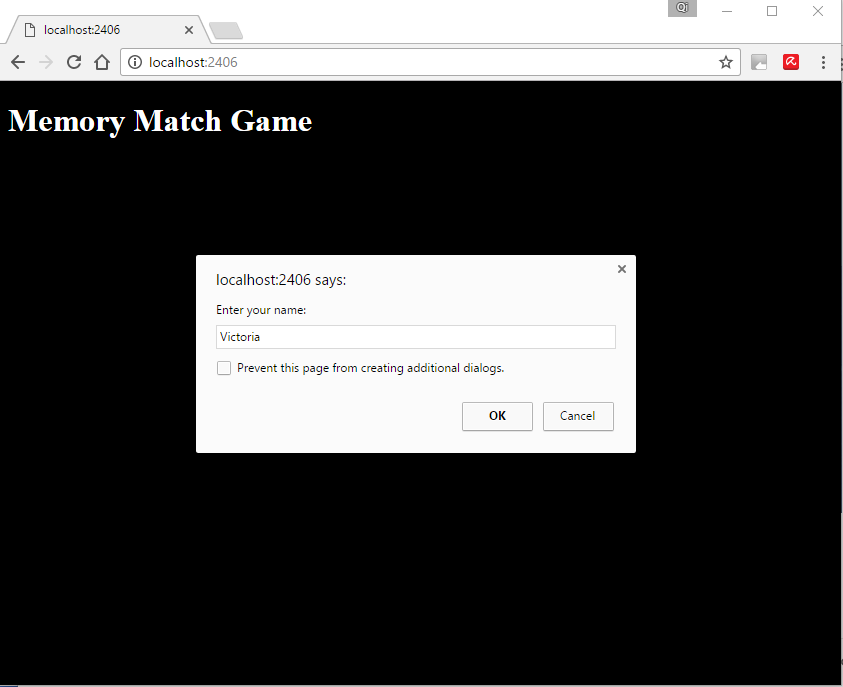 Qi
localhost:2406
localhost:2406
Memory Match Game
localhost:2406 says:
Enter your name:
Victoria
Prevent this page from creating additional dialogs.
OK Cancel